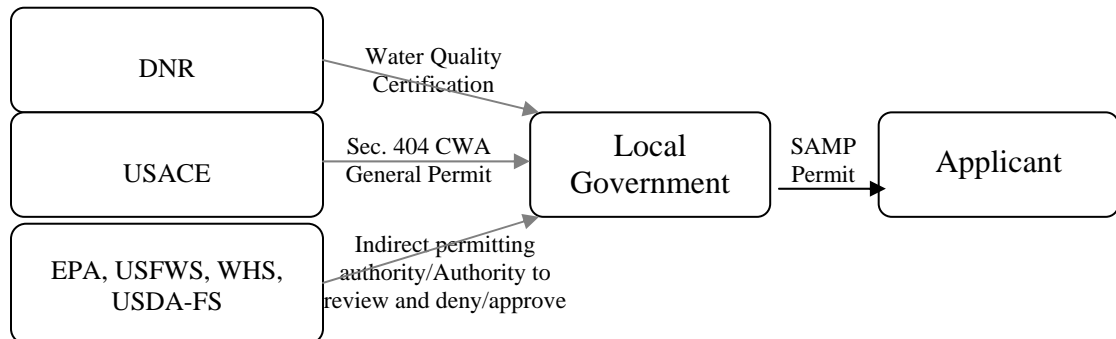 DNR
Water Quality
Certification
USACE
Sec. 404 CWA
General Permit
Local
Government
SAMP
Permit
Applicant
EPA, USFWS, WHS,
USDA-FS
Indirect permitting
authority/Authority to
review and deny/approve